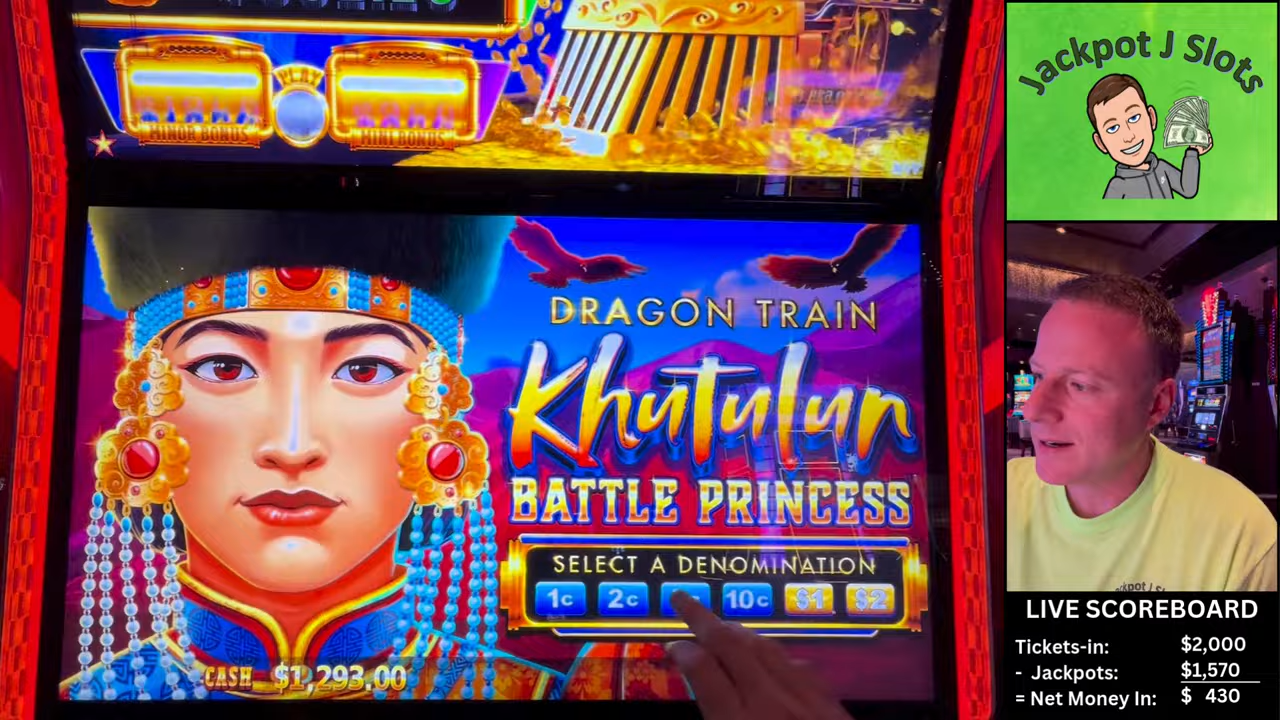 PLAY
MINOR BONUS
MINI BONUS
DRAGON TRAIN
Khutulun
BATTLE PRINCESS
SELECT A DENOMINATION
1c 2c 10c $1 $2
CASH $1,293.00
Jackpot J Slots
LIVE SCOREBOARD
Tickets-in: $2,000
- Jackpots: $1,570
= Net Money In: $ 430